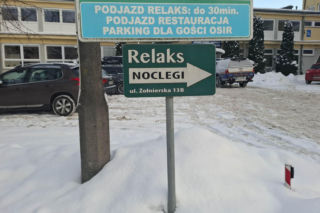 PODJAZD RELAKS: do 30min.
PODJAZD RESTAURACJA
PARKING DLA GOŚCI OSIR
Relaks
NOCLEGI
ul. Żołnierska 13B